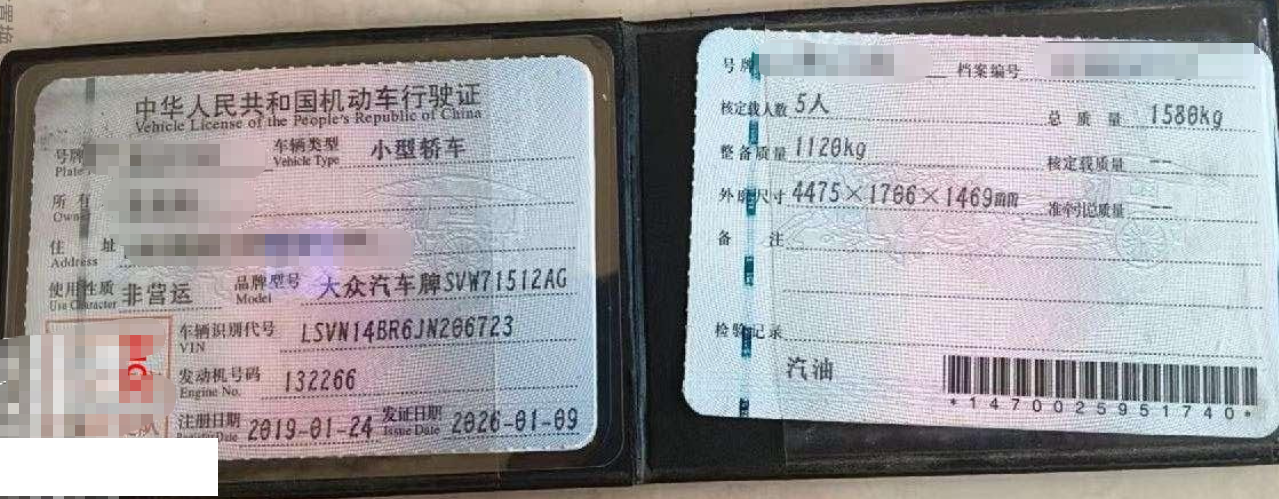 中华人民共和国机动车行驶证
Vehicle License of the People's Republic of China
号牌
Plate
车辆类型 小型轿车
Vehicle Type
所有
Owner
住 址
Address
使用性质 非营运
Use Character
品牌型号 大众汽车牌SVW71512AG
Model
车辆识别代号 LSVN14BR6JN206723
VIN
发动机号码 132266
Engine No.
注册日期 2019-01-24
Register Date
发证日期 2026-01-09
Issue Date
号牌
档案编号
核定载人数 5人
总 质 量 1580kg
整备质量 1120kg
核定载质量 --
外廓尺寸 4475×1706×1469mm
准牵引总质量 --
备 注
检验记录
汽油
*1470025951740*